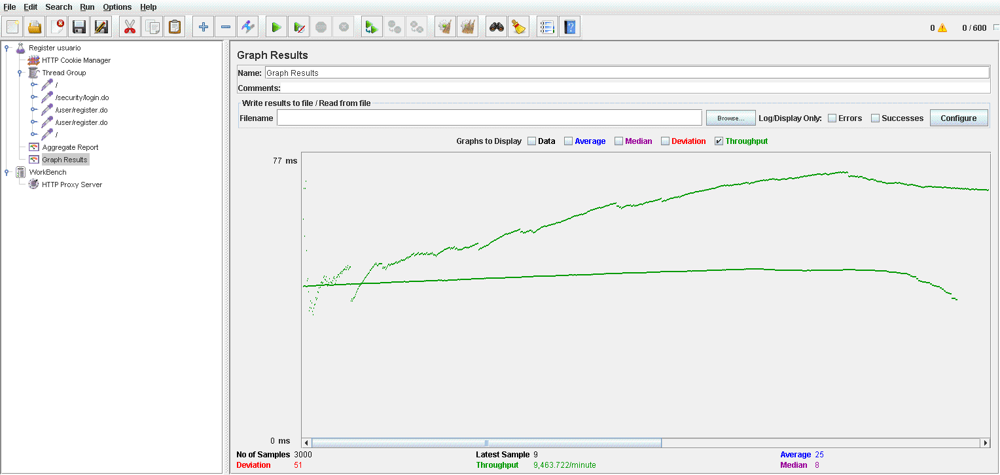 File Edit Search Run Options Help
0 0 / 600
Register usuario
HTTP Cookie Manager
Thread Group
/
/security/login.do
/user/register.do
/user/register.do
/
Aggregate Report
Graph Results
WorkBench
HTTP Proxy Server
Graph Results
Name: Graph Results
Comments:
Write results to file / Read from file
Filename Browse... Log/Display Only: Errors Successes Configure
Graphs to Display Data Average Median Deviation Throughput
77 ms
0 ms
No of Samples 3000 Latest Sample 9 Average 25
Deviation 51 Throughput 9,463.722/minute Median 8